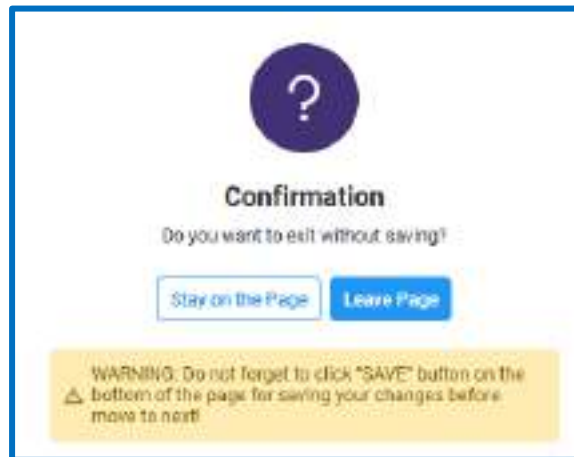 ?
Confirmation
Do you want to exit without saving?
Stay on the Page
Leave Page
WARNING: Do not forget to click "SAVE" button on the
bottom of the page for saving your changes before
move to next!